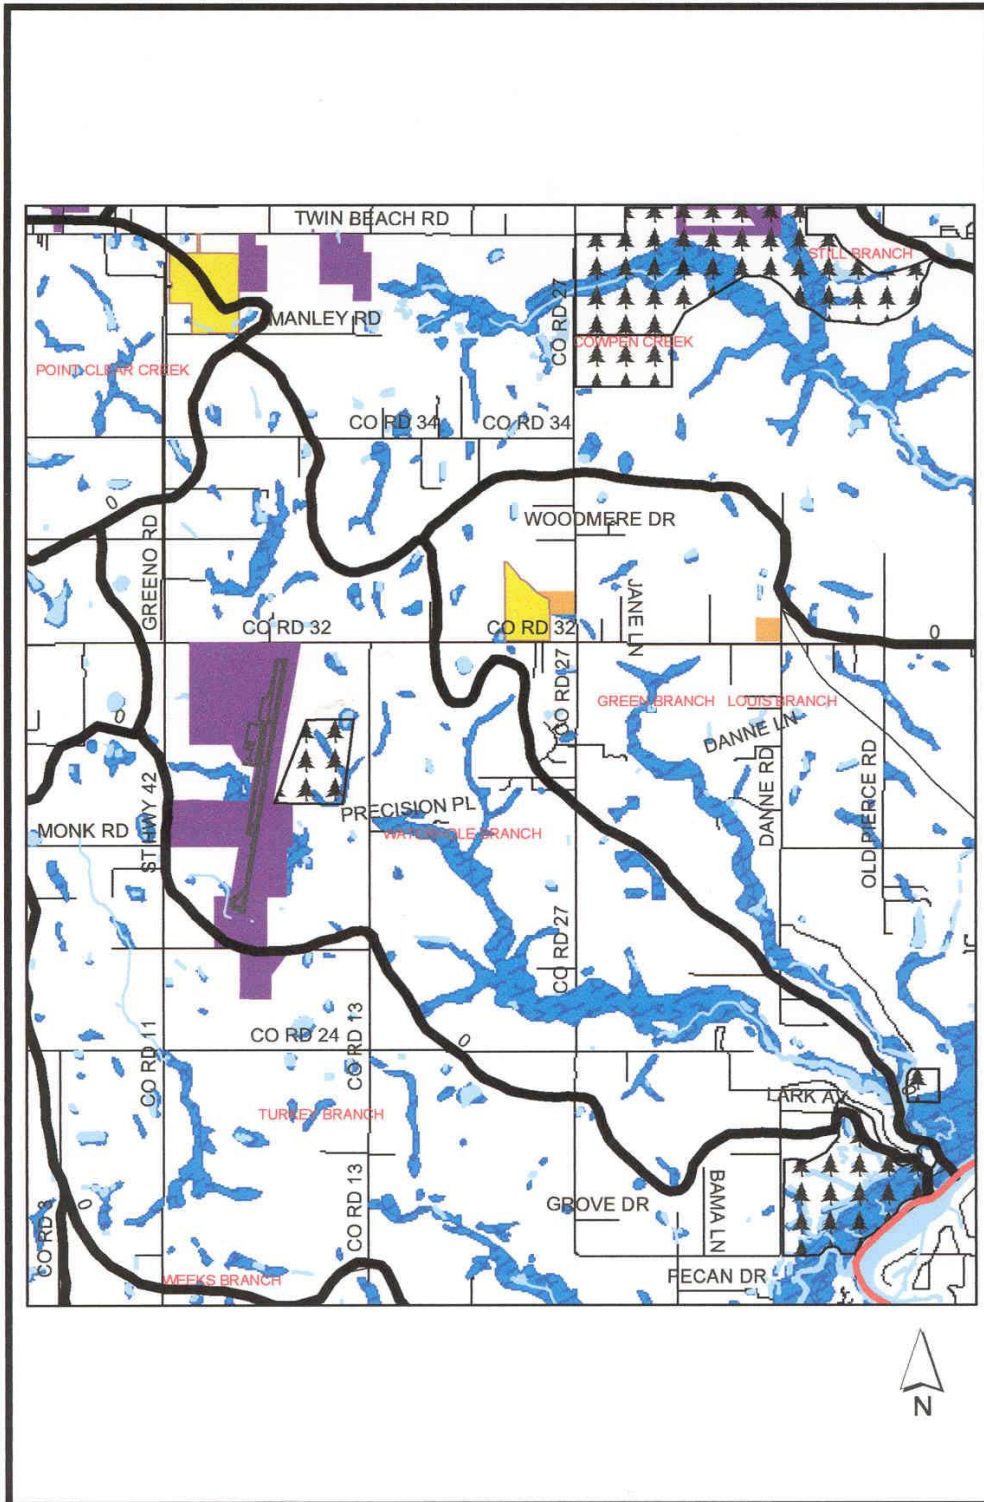 TWIN BEACH RD
STILL BRANCH
CO RD 27
MANLEY RD
COWPEN CREEK
POINT CLEAR CREEK
CO RD 34
CO RD 34
0
WOODMERE DR
GREENO RD
JANE LN
CO RD 32
CO RD 32
0
CO RD 27
GREEN BRANCH
LOUIS BRANCH
0
DANNE LN
DANNE RD
OLD PIERCE RD
ST HWY 42
PRECISION PL
MONK RD
WATERHOLE BRANCH
CO RD 27
CO RD 11
CO RD 24
CO RD 13
0
0
LARK AV
TURKEY BRANCH
CO RD 3
0
CO RD 13
GROVE DR
BAMA LN
WEEKS BRANCH
PECAN DR
N